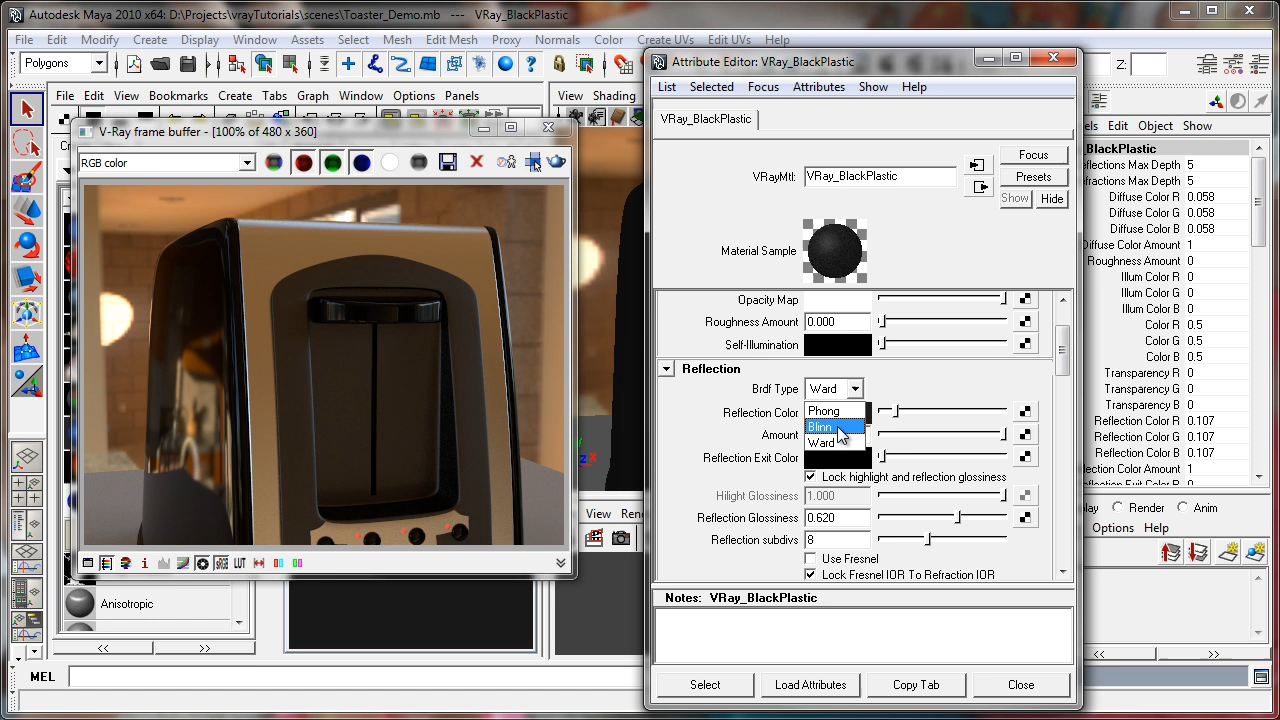 Autodesk Maya 2010 x64: D:\Projects\vrayTutorials\scenes\Toaster_Demo.mb --- VRay_BlackPlastic
File Edit Modify Create Display Window Assets Select Mesh Edit Mesh Proxy Normals Color Create UVs Edit UVs Help
Polygons
Z:
File Edit View Bookmarks Create Tabs Graph Window Options Panels
View Shading
V-Ray frame buffer - [100% of 480 x 360]
RGB color
sRGB LUT
Anisotropic
<< >>
View Ren
MEL
Attribute Editor: VRay_BlackPlastic
List Selected Focus Attributes Show Help
VRay_BlackPlastic
VRayMtl: VRay_BlackPlastic
Focus
Presets
Show Hide
Material Sample
Opacity Map
Roughness Amount 0.000
Self-Illumination
Reflection
Brdf Type Ward
Phong
Blinn
Ward
Reflection Color
Amount
Reflection Exit Color
Lock highlight and reflection glossiness
Hilight Glossiness 1.000
Reflection Glossiness 0.620
Reflection subdivs 8
Use Fresnel
Lock Fresnel IOR To Refraction IOR
Notes: VRay_BlackPlastic
Select Load Attributes Copy Tab Close
els Edit Object Show
BlackPlastic
eflections Max Depth 5
efractions Max Depth 5
Diffuse Color R 0.058
Diffuse Color G 0.058
Diffuse Color B 0.058
Diffuse Color Amount 1
Roughness Amount 0
Illum Color R 0
Illum Color G 0
Illum Color B 0
Color R 0.5
Color G 0.5
Color B 0.5
Transparency R 0
Transparency G 0
Transparency B 0
Reflection Color R 0.107
Reflection Color G 0.107
Reflection Color B 0.107
eflection Color Amount 1
eflection Exit Color R 0
play Render Anim
Options Help
<< >>